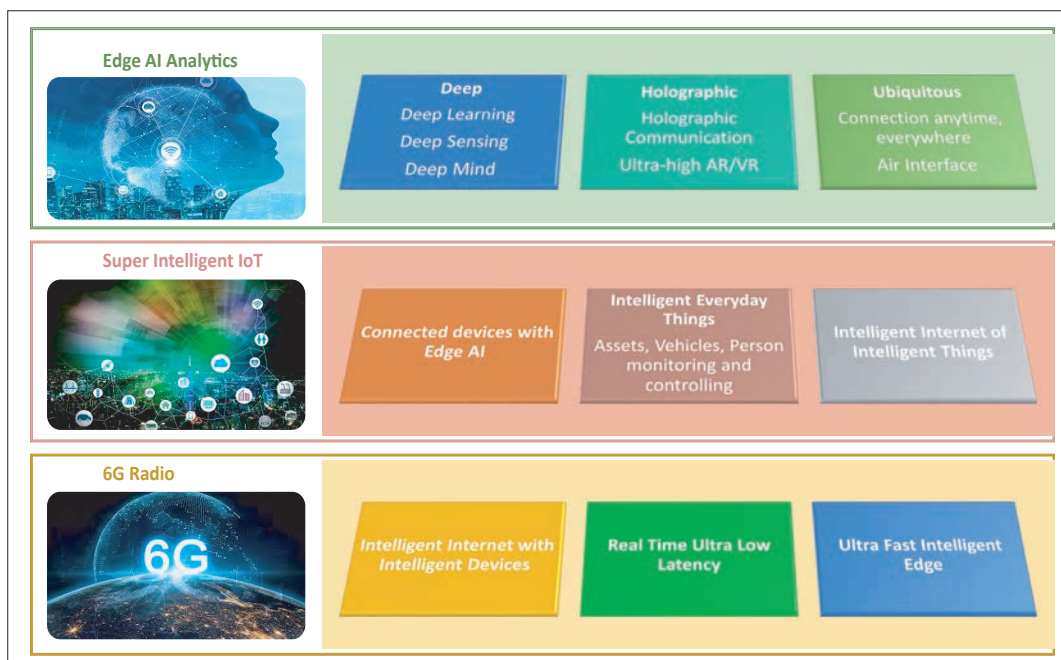 Edge AI Analytics
Deep
Deep Learning
Deep Sensing
Deep Mind
Holographic
Holographic
Communication
Ultra-high AR/VR
Ubiquitous
Connection anytime,
everywhere
Air Interface
Super Intelligent IoT
Connected devices with
Edge AI
Intelligent Everyday
Things
Assets, Vehicles, Person
monitoring and
controlling
Intelligent Internet of
Intelligent Things
6G Radio
6G
Intelligent Internet with
Intelligent Devices
Real Time Ultra Low
Latency
Ultra Fast Intelligent
Edge